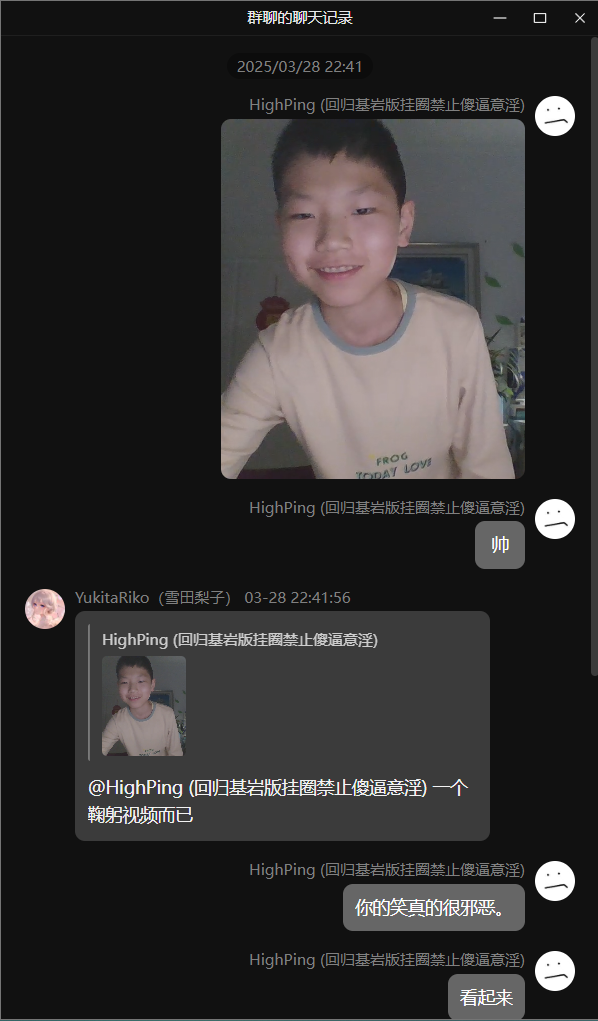 群聊的聊天记录
2025/03/28 22:41
HighPing (回归基岩版挂圈禁止傻逼意淫)
FROG
TODAY LOVE
HighPing (回归基岩版挂圈禁止傻逼意淫)
帅
YukitaRiko（雪田梨子） 03-28 22:41:56
HighPing (回归基岩版挂圈禁止傻逼意淫)
@HighPing (回归基岩版挂圈禁止傻逼意淫) 一个
鞠躬视频而已
HighPing (回归基岩版挂圈禁止傻逼意淫)
你的笑真的很邪恶。
HighPing (回归基岩版挂圈禁止傻逼意淫)
看起来